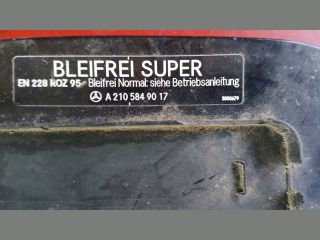 BLEIFREI SUPER
EN 228 ROZ 95 - Bleifrei Normal: siehe Betriebsanleitung
A 210 584 90 17